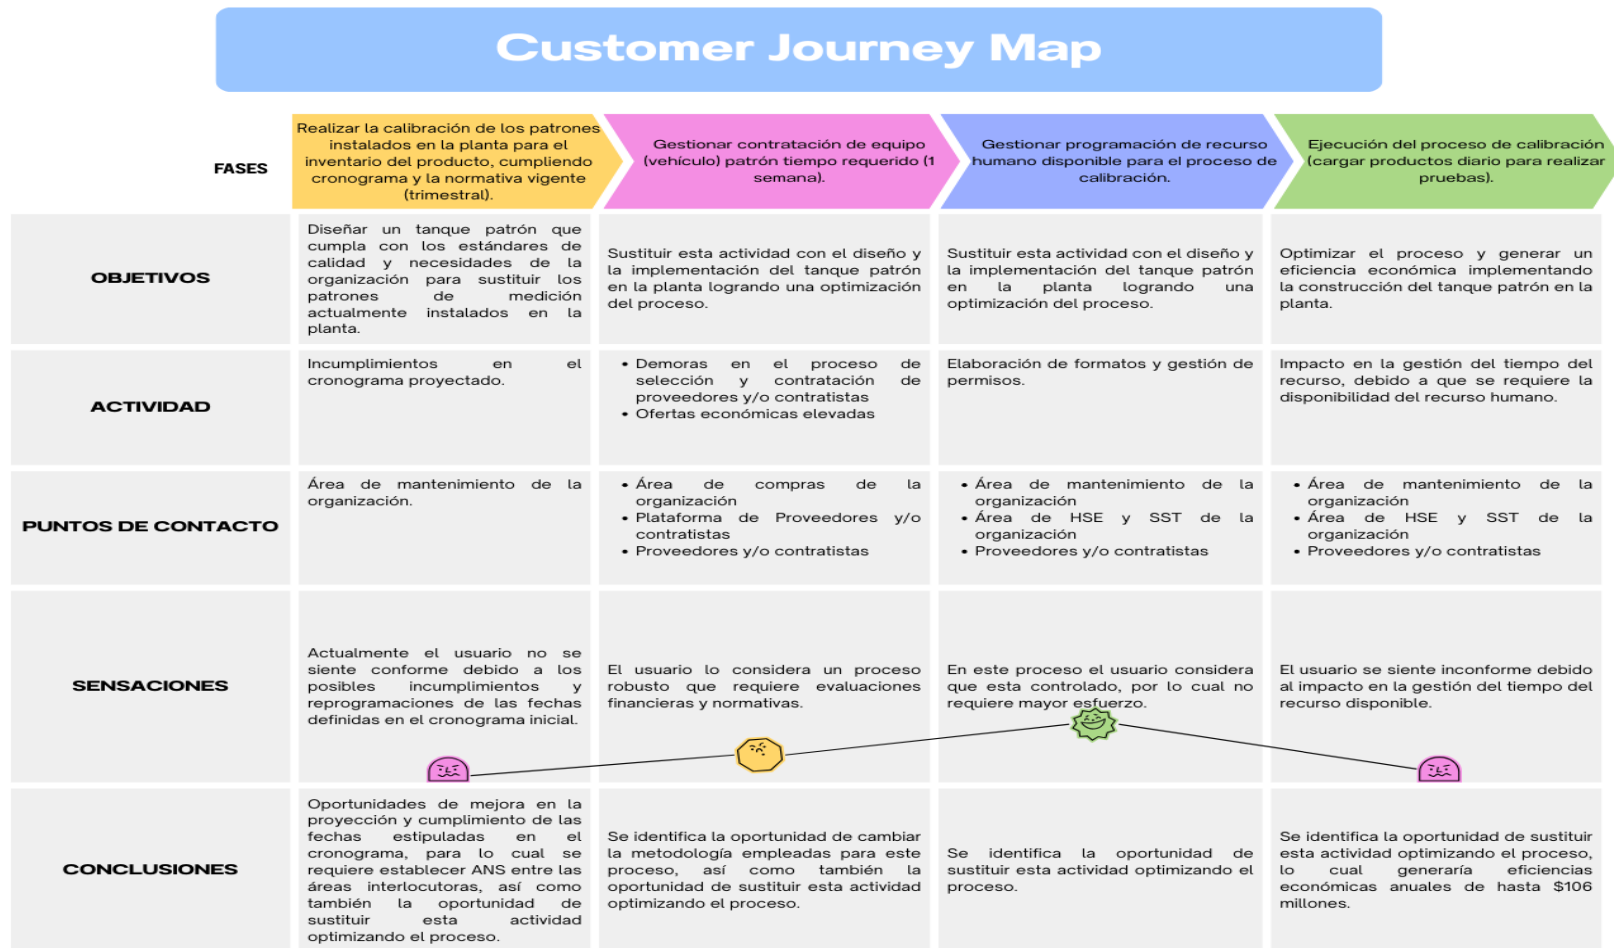 Customer Journey Map
FASES
Realizar la calibración de los patrones
instalados en la planta para el
inventario del producto, cumpliendo
cronograma y la normativa vigente
(trimestral).
Gestionar contratación de equipo
(vehículo) patrón tiempo requerido (1
semana).
Gestionar programación de recurso
humano disponible para el proceso de
calibración.
Ejecución del proceso de calibración
(cargar productos diario para realizar
pruebas).
OBJETIVOS
Diseñar un tanque patrón que
cumpla con los estándares de
calidad y necesidades de la
organización para sustituir los
patrones de medición
actualmente instalados en la
planta.
Sustituir esta actividad con el diseño y
la implementación del tanque patrón
en la planta logrando una optimización
del proceso.
Sustituir esta actividad con el diseño y
la implementación del tanque patrón
en la planta logrando una
optimización del proceso.
Optimizar el proceso y generar un
eficiencia económica implementando
la construcción del tanque patrón en la
planta.
ACTIVIDAD
Incumplimientos en el
cronograma proyectado.
• Demoras en el proceso de
selección y contratación de
proveedores y/o contratistas
• Ofertas económicas elevadas
Elaboración de formatos y gestión de
permisos.
Impacto en la gestión del tiempo del
recurso, debido a que se requiere la
disponibilidad del recurso humano.
PUNTOS DE CONTACTO
Área de mantenimiento de la
organización.
• Área de compras de la
organización
• Plataforma de Proveedores y/o
contratistas
• Proveedores y/o contratistas
• Área de mantenimiento de la
organización
• Área de HSE y SST de la
organización
• Proveedores y/o contratistas
• Área de mantenimiento de la
organización
• Área de HSE y SST de la
organización
• Proveedores y/o contratistas
SENSACIONES
Actualmente el usuario no se
siente conforme debido a los
posibles incumplimientos y
reprogramaciones de las fechas
definidas en el cronograma inicial.
El usuario lo considera un proceso
robusto que requiere evaluaciones
financieras y normativas.
En este proceso el usuario considera
que esta controlado, por lo cual no
requiere mayor esfuerzo.
El usuario se siente inconforme debido
al impacto en la gestión del tiempo del
recurso disponible.
CONCLUSIONES
Oportunidades de mejora en la
proyección y cumplimiento de las
fechas estipuladas en el
cronograma, para lo cual se
requiere establecer ANS entre las
áreas interlocutoras, así como
también la oportunidad de
sustituir esta actividad
optimizando el proceso.
Se identifica la oportunidad de cambiar
la metodología empleadas para este
proceso, así como también la
oportunidad de sustituir esta actividad
optimizando el proceso.
Se identifica la oportunidad de
sustituir esta actividad optimizando el
proceso.
Se identifica la oportunidad de sustituir
esta actividad optimizando el proceso,
lo cual generaría eficiencias
económicas anuales de hasta $106
millones.